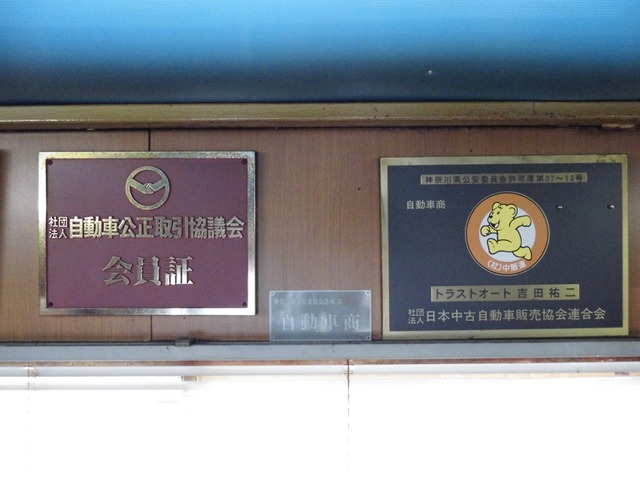 社団法人 自動車公正取引協議会
会員証
自動車商
神奈川県公安委員会許可厚第07〜13号
自動車商
(社)中販連
トラストオート 吉田祐二
社団法人 日本中古自動車販売協会連合会